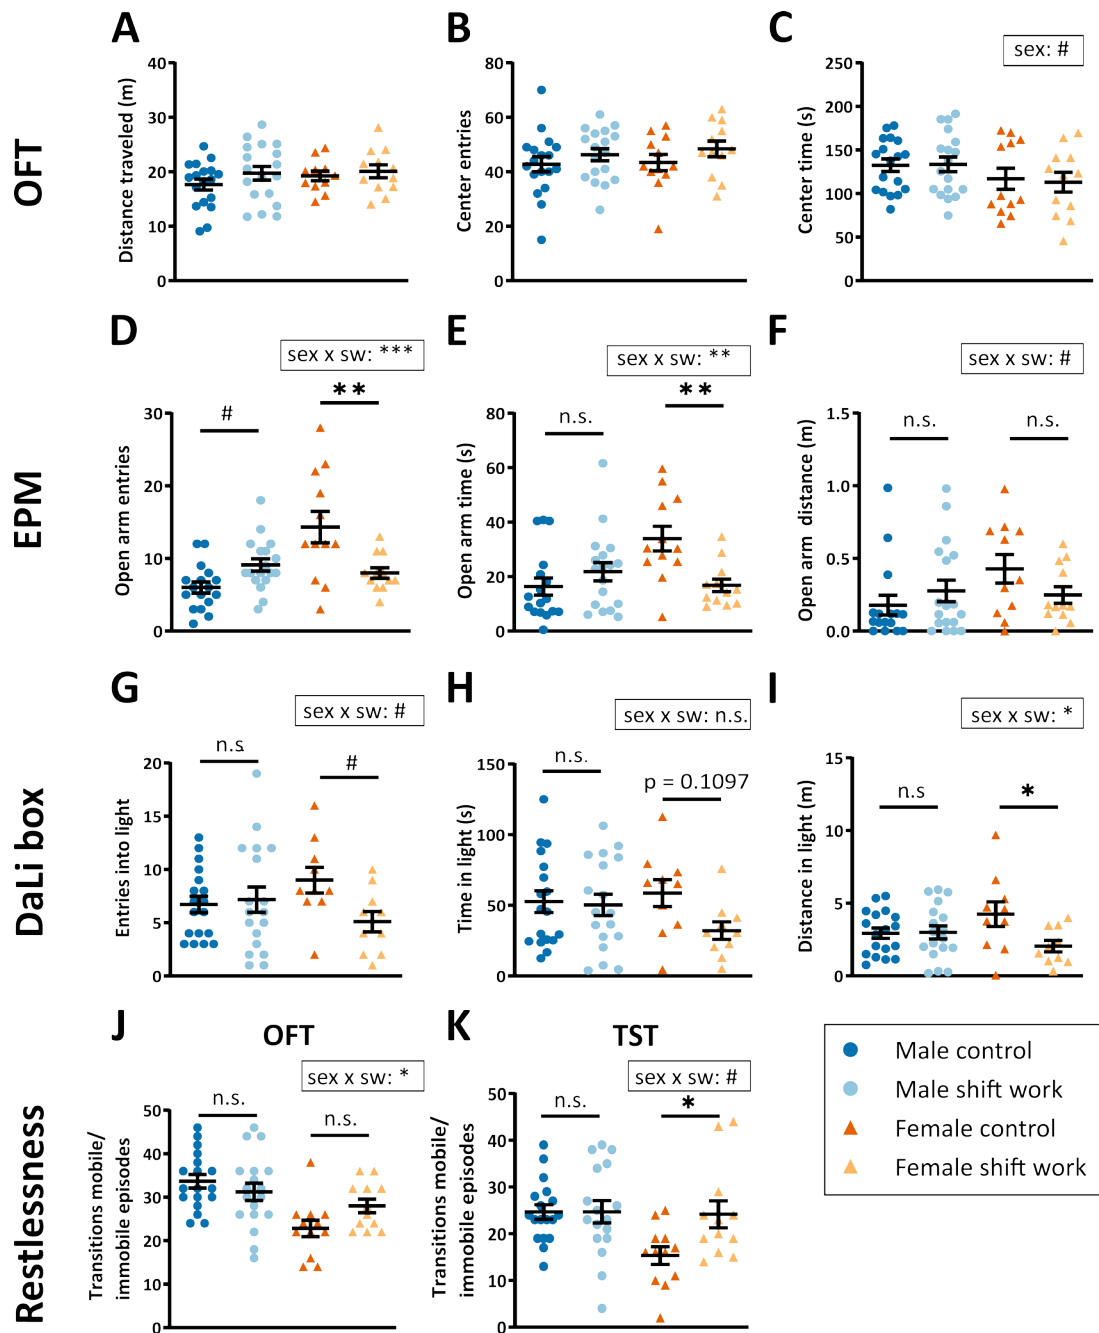 A
B
C
sex: #
OFT
Distance traveled (m)
40
30
20
10
0
Center entries
80
60
40
20
0
Center time (s)
250
200
150
100
50
0
D
E
F
sex x sw: ***
sex x sw: **
sex x sw: #
EPM
Open arm entries
30
20
10
0
#
**
Open arm time (s)
80
60
40
20
0
n.s.
**
Open arm distance (m)
1.5
1.0
0.5
0.0
n.s.
n.s.
G
H
I
sex x sw: #
sex x sw: n.s.
sex x sw: *
DaLi box
Entries into light
20
15
10
5
0
n.s.
#
Time in light (s)
150
100
50
0
n.s.
p = 0.1097
Distance in light (m)
15
10
5
0
n.s
*
J
OFT
K
TST
sex x sw: *
sex x sw: #
Restlessness
Transitions mobile/
immobile episodes
50
40
30
20
10
0
n.s.
n.s.
Transitions mobile/
immobile episodes
50
40
30
20
10
0
n.s.
*
Male control
Male shift work
Female control
Female shift work